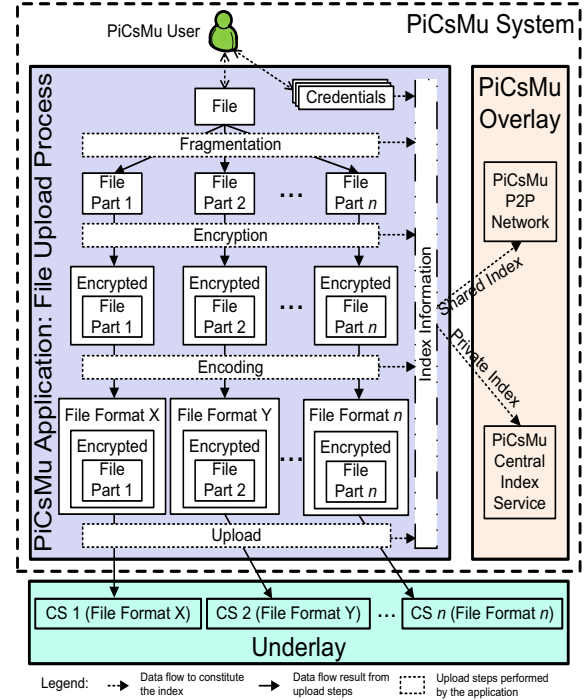 PiCsMu System
PiCsMu User
PiCsMu Application: File Upload Process
File
Credentials
Fragmentation
File Part 1
File Part 2
...
File Part n
Encryption
Encrypted
File Part 1
Encrypted
File Part 2
...
Encrypted
File Part n
Encoding
File Format X
Encrypted
File Part 1
File Format Y
Encrypted
File Part 2
...
File Format n
Encrypted
File Part n
Upload
Index Information
PiCsMu
Overlay
PiCsMu
P2P
Network
Shared Index
Private Index
PiCsMu
Central
Index
Service
CS 1 (File Format X)
CS 2 (File Format Y)
...
CS n (File Format n)
Underlay
Legend:
Data flow to constitute
the index
Data flow result from
upload steps
Upload steps performed
by the application